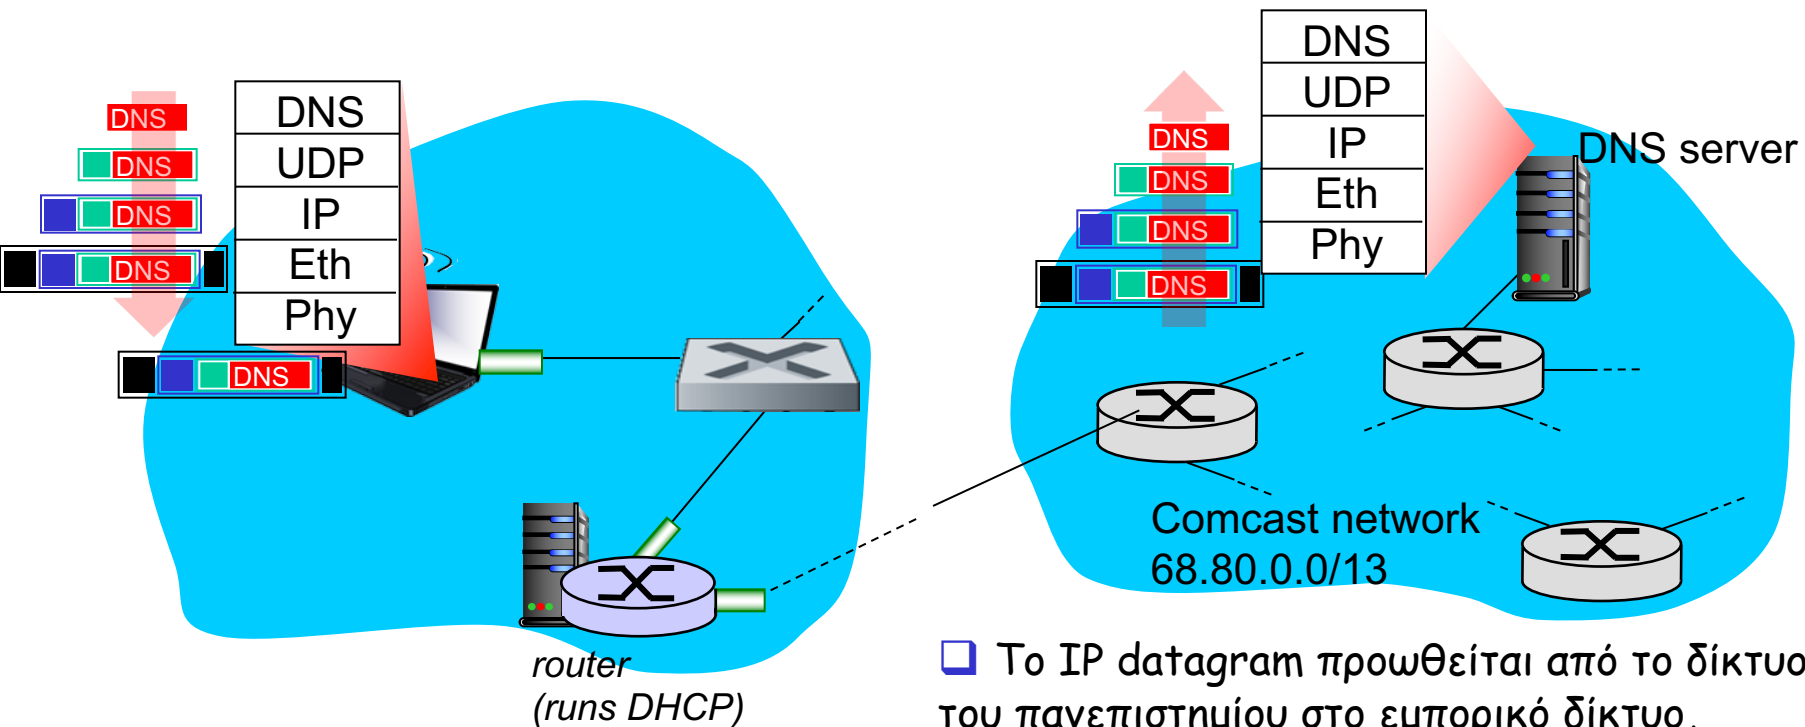 DNS
DNS
DNS
DNS
DNS
DNS
UDP
IP
Eth
Phy
router
(runs DHCP)
DNS
DNS
DNS
DNS
DNS
UDP
IP
Eth
Phy
DNS server
Comcast network
68.80.0.0/13
Το IP datagram προωθείται από το δίκτυο
του πανεπιστημίου στο εμπορικό δίκτυο.